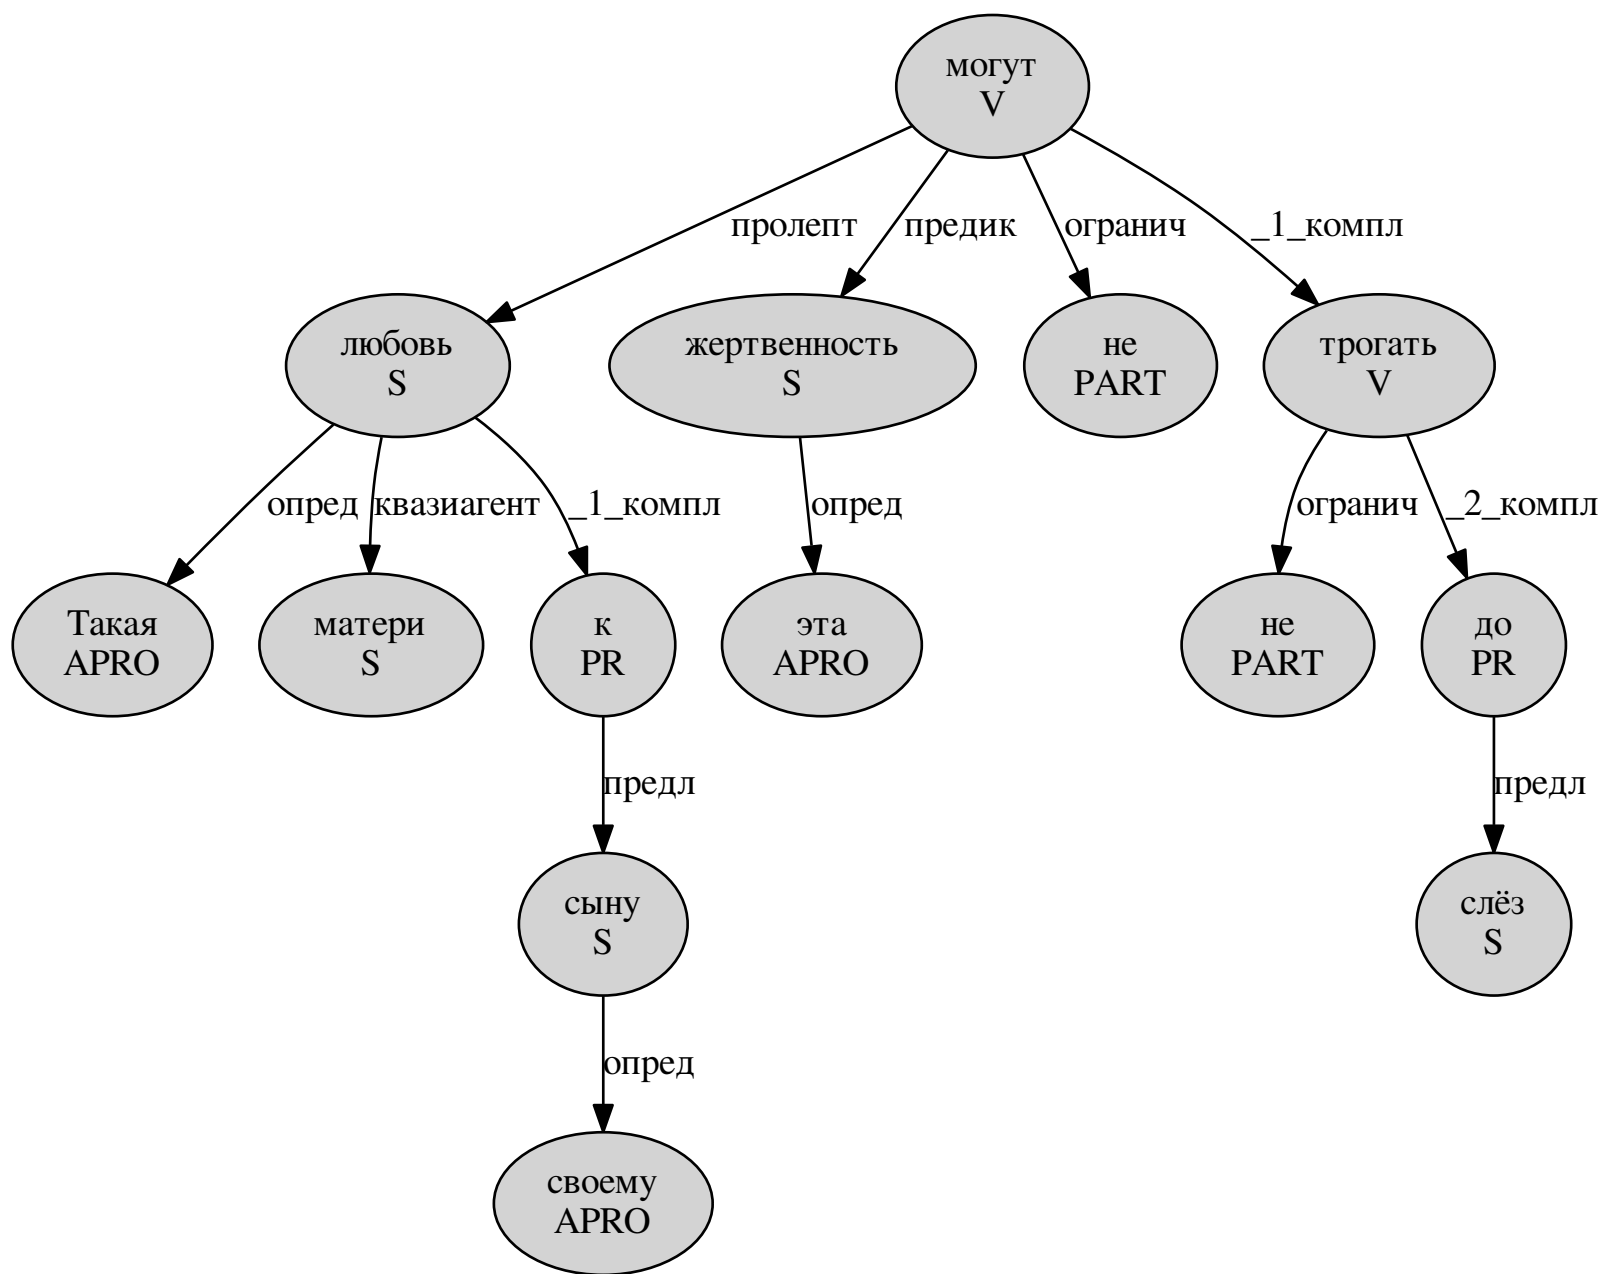 могут
V
пролепт
предик
огранич
_1_компл
любовь
S
жертвенность
S
не
PART
трогать
V
опред
квазиагент
_1_компл
опред
огранич
_2_компл
Такая
APRO
матери
S
к
PR
эта
APRO
не
PART
до
PR
предл
предл
сыну
S
слёз
S
опред
своему
APRO